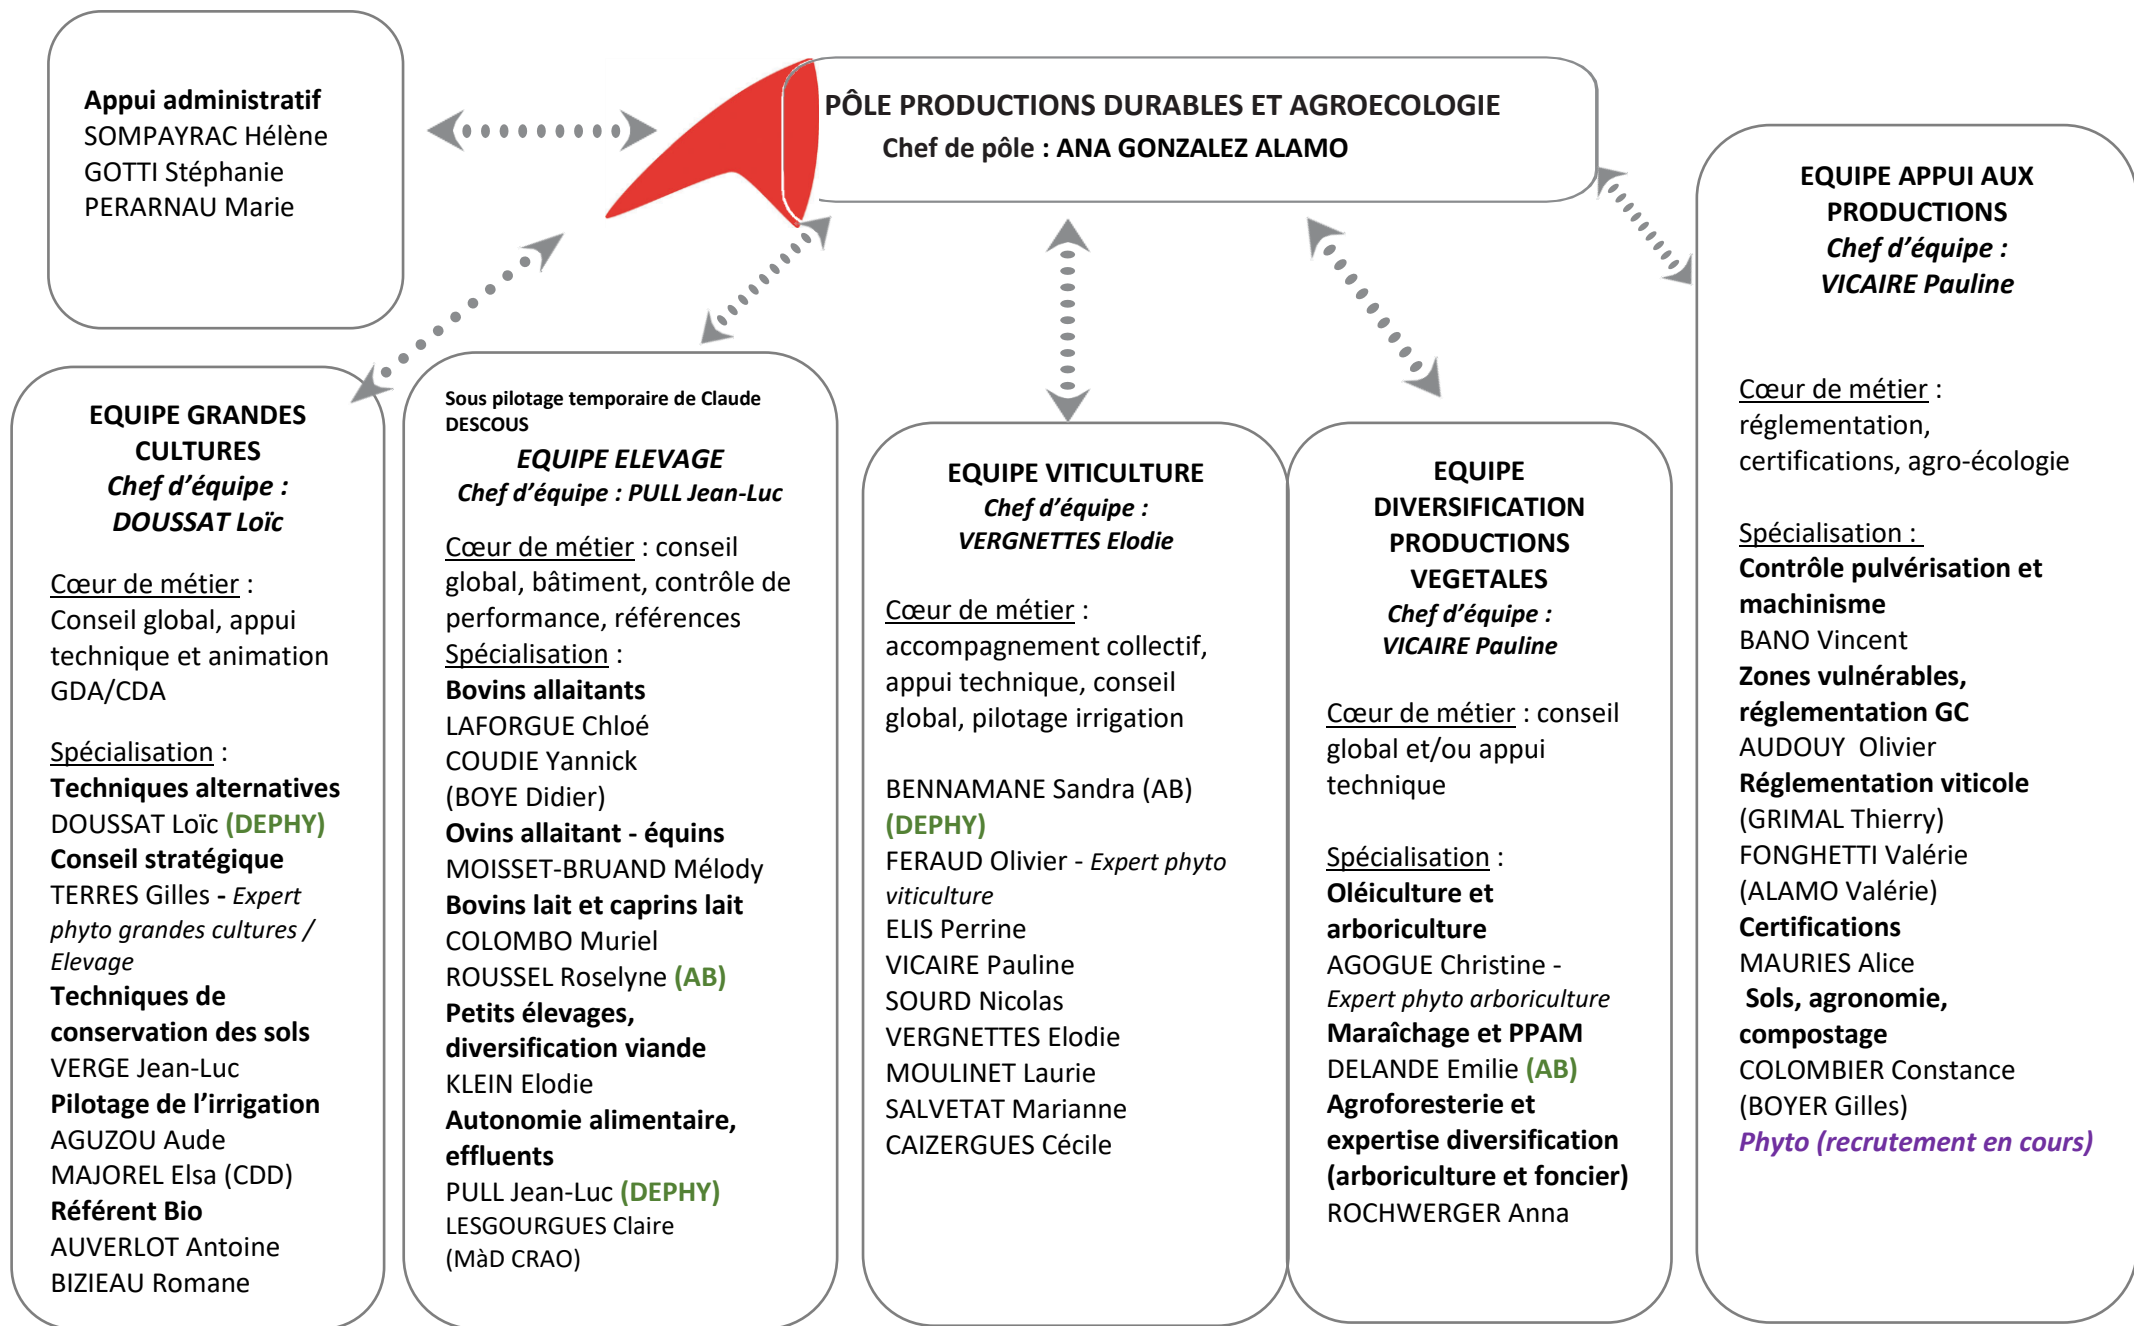 Appui administratif
SOMPAYRAC Hélène
GOTTI Stéphanie
PERARNAU Marie
PÔLE PRODUCTIONS DURABLES ET AGROECOLOGIE
Chef de pôle : ANA GONZALEZ ALAMO
EQUIPE GRANDES
CULTURES
Chef d’équipe :
DOUSSAT Loïc
Cœur de métier :
Conseil global, appui
technique et animation
GDA/CDA
Spécialisation :
Techniques alternatives
DOUSSAT Loïc (DEPHY)
Conseil stratégique
TERRES Gilles - Expert
phyto grandes cultures /
Elevage
Techniques de
conservation des sols
VERGE Jean-Luc
Pilotage de l’irrigation
AGUZOU Aude
MAJOREL Elsa (CDD)
Référent Bio
AUVERLOT Antoine
BIZIEAU Romane
Sous pilotage temporaire de Claude
DESCOUS
EQUIPE ELEVAGE
Chef d’équipe : PULL Jean-Luc
Cœur de métier : conseil
global, bâtiment, contrôle de
performance, références
Spécialisation :
Bovins allaitants
LAFORGUE Chloé
COUDIE Yannick
(BOYE Didier)
Ovins allaitant - équins
MOISSET-BRUAND Mélody
Bovins lait et caprins lait
COLOMBO Muriel
ROUSSEL Roselyne (AB)
Petits élevages,
diversification viande
KLEIN Elodie
Autonomie alimentaire,
effluents
PULL Jean-Luc (DEPHY)
LESGOURGUES Claire
(MàD CRAO)
EQUIPE VITICULTURE
Chef d’équipe :
VERGNETTES Elodie
Cœur de métier :
accompagnement collectif,
appui technique, conseil
global, pilotage irrigation
BENNAMANE Sandra (AB)
(DEPHY)
FERAUD Olivier - Expert phyto
viticulture
ELIS Perrine
VICAIRE Pauline
SOURD Nicolas
VERGNETTES Elodie
MOULINET Laurie
SALVETAT Marianne
CAIZERGUES Cécile
EQUIPE
DIVERSIFICATION
PRODUCTIONS
VEGETALES
Chef d’équipe :
VICAIRE Pauline
Cœur de métier : conseil
global et/ou appui
technique
Spécialisation :
Oléiculture et
arboriculture
AGOGUE Christine -
Expert phyto arboriculture
Maraîchage et PPAM
DELANDE Emilie (AB)
Agroforesterie et
expertise diversification
(arboriculture et foncier)
ROCHWERGER Anna
EQUIPE APPUI AUX
PRODUCTIONS
Chef d’équipe :
VICAIRE Pauline
Cœur de métier :
réglementation,
certifications, agro-écologie
Spécialisation :
Contrôle pulvérisation et
machinisme
BANO Vincent
Zones vulnérables,
réglementation GC
AUDOUY Olivier
Réglementation viticole
(GRIMAL Thierry)
FONGHETTI Valérie
(ALAMO Valérie)
Certifications
MAURIES Alice
Sols, agronomie,
compostage
COLOMBIER Constance
(BOYER Gilles)
Phyto (recrutement en cours)